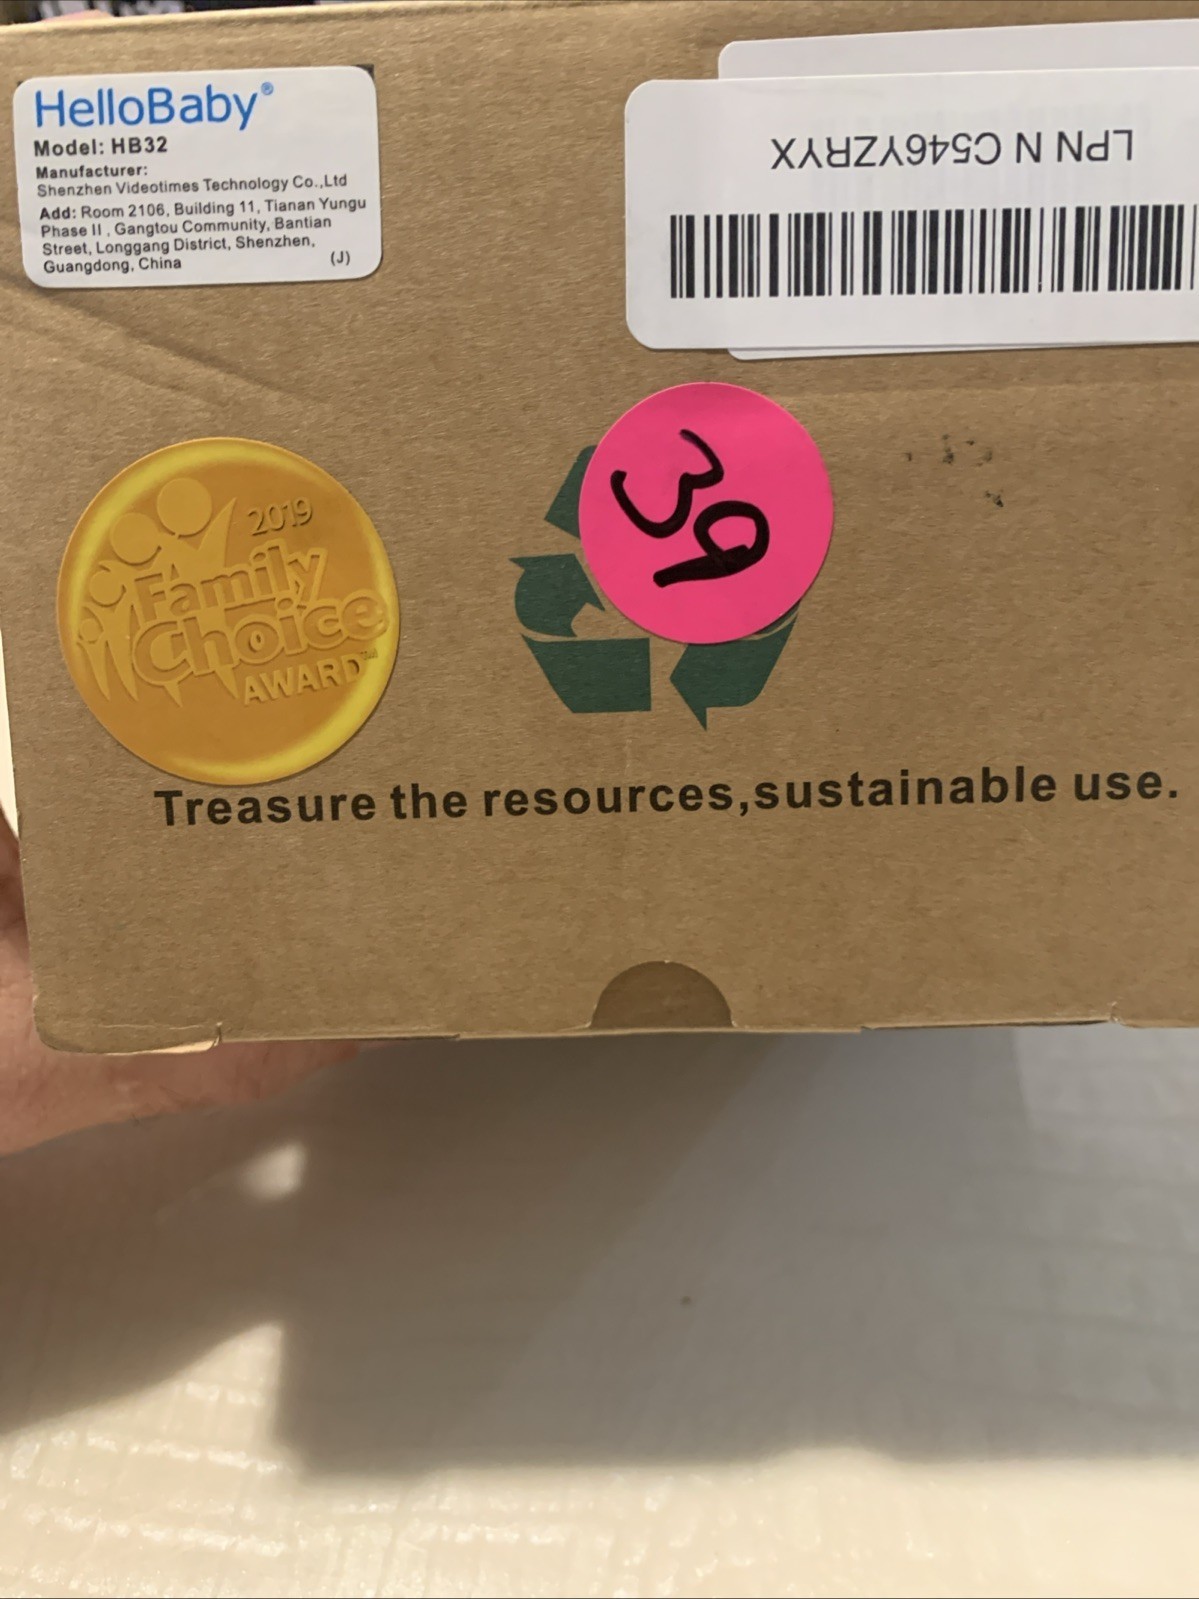 HelloBaby®
Model: HB32
Manufacturer:
Shenzhen Videotimes Technology Co.,Ltd
Add: Room 2106, Building 11, Tianan Yungu
Phase II , Gangtou Community, Bantian
Street, Longgang District, Shenzhen,
Guangdong, China (J)
LPN N C546YZRYX
39
2019
Family
Choice
AWARD™
Treasure the resources,sustainable use.